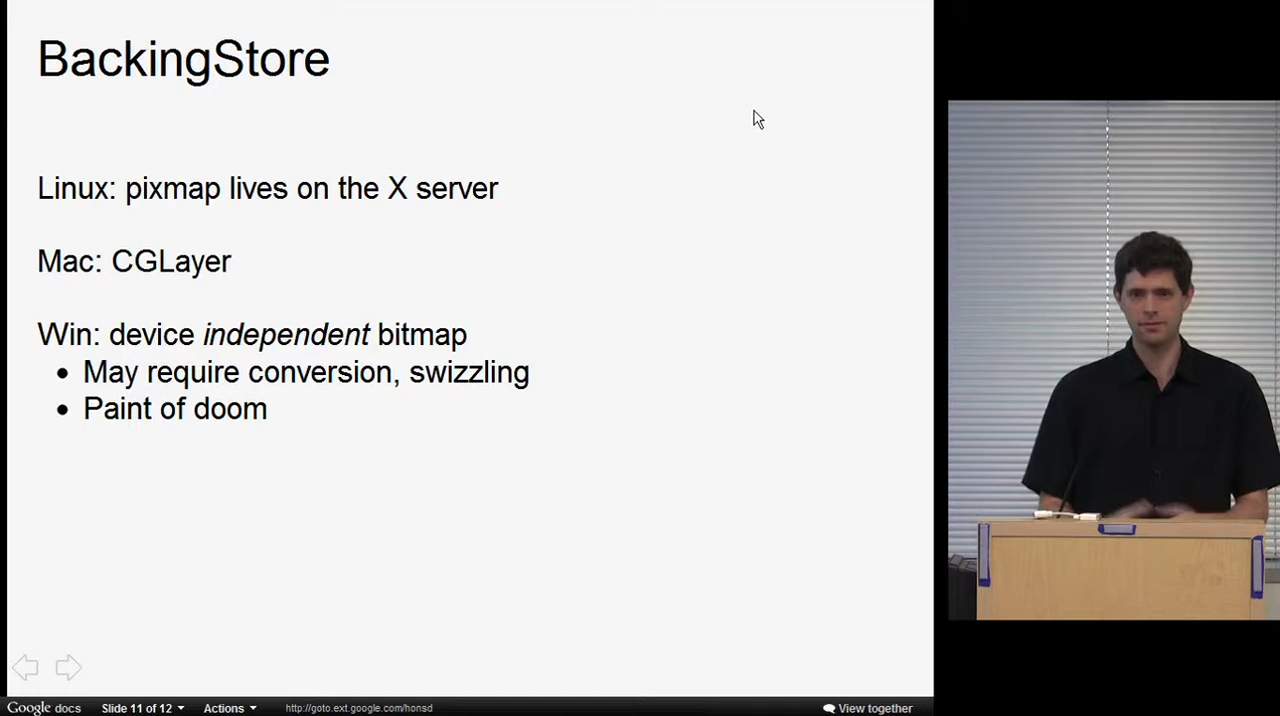 BackingStore
Linux: pixmap lives on the X server
Mac: CGLayer
Win: device independent bitmap
• May require conversion, swizzling
• Paint of doom
Google docs Slide 11 of 12 Actions http://goto.ext.google.com/honsd View together